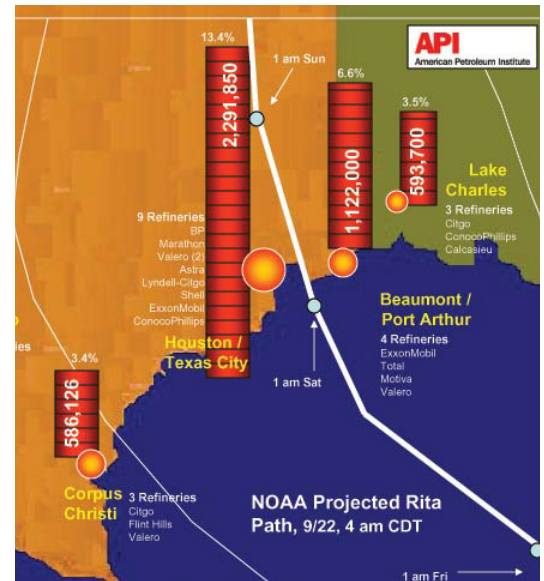 13.4%
2,291,850
1 am Sun
API
American Petroleum Institute
6.6%
1,122,000
3.5%
593,700
Lake
Charles
3 Refineries
Citgo
ConocoPhillips
Calcasieu
9 Refineries
BP
Marathon
Valero (2)
Astra
Lyndell-Citgo
Shell
ExxonMobil
ConocoPhillips
Houston /
Texas City
Beaumont /
Port Arthur
4 Refineries
ExxonMobil
Total
Motiva
Valero
1 am Sat
3.4%
586,126
Corpus
Christi
3 Refineries
Citgo
Flint Hills
Valero
NOAA Projected Rita
Path, 9/22, 4 am CDT
1 am Fri